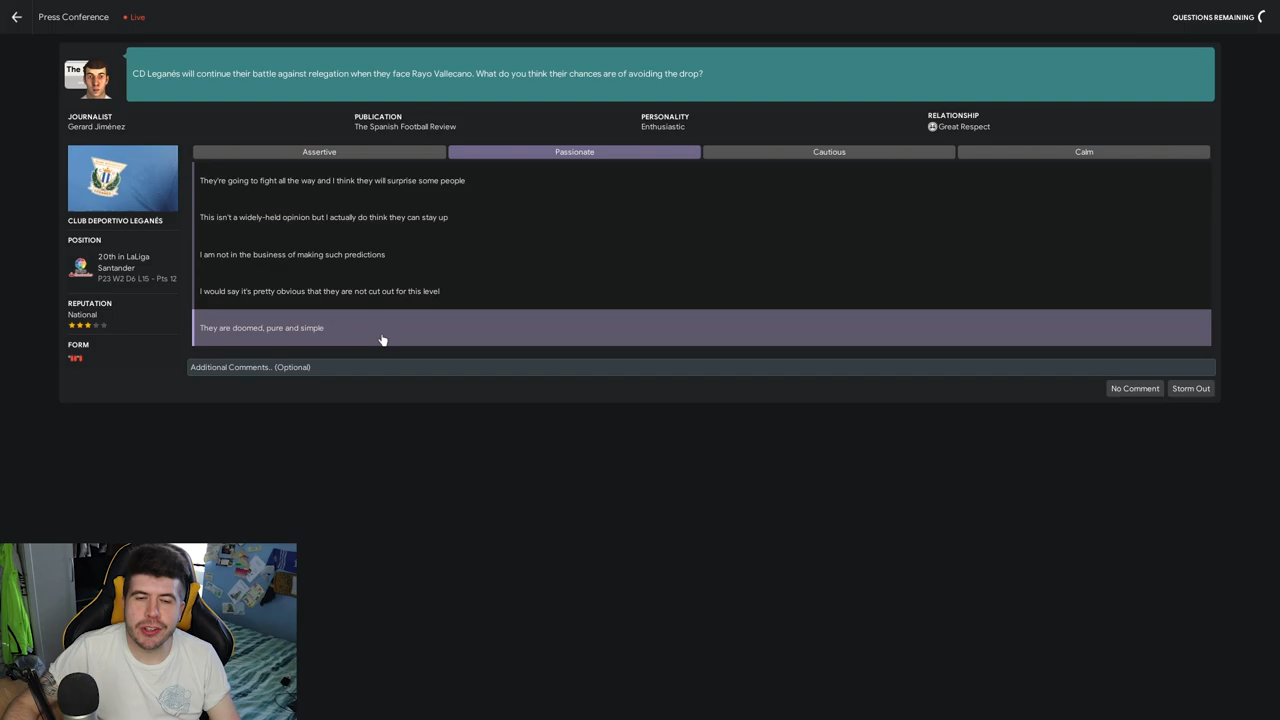 Press Conference
Live
QUESTIONS REMAINING
The
CD Leganés will continue their battle against relegation when they face Rayo Vallecano. What do you think their chances are of avoiding the drop?
JOURNALIST
Gerard Jiménez
PUBLICATION
The Spanish Football Review
PERSONALITY
Enthusiastic
RELATIONSHIP
Great Respect
Assertive
Passionate
Cautious
Calm
CLUB DEPORTIVO LEGANÉS
POSITION
20th in LaLiga
Santander
P23 W2 D6 L15 - Pts 12
REPUTATION
National
FORM
They're going to fight all the way and I think they will surprise some people
This isn't a widely-held opinion but I actually do think they can stay up
I am not in the business of making such predictions
I would say it's pretty obvious that they are not cut out for this level
They are doomed, pure and simple
Additional Comments.. (Optional)
No Comment
Storm Out